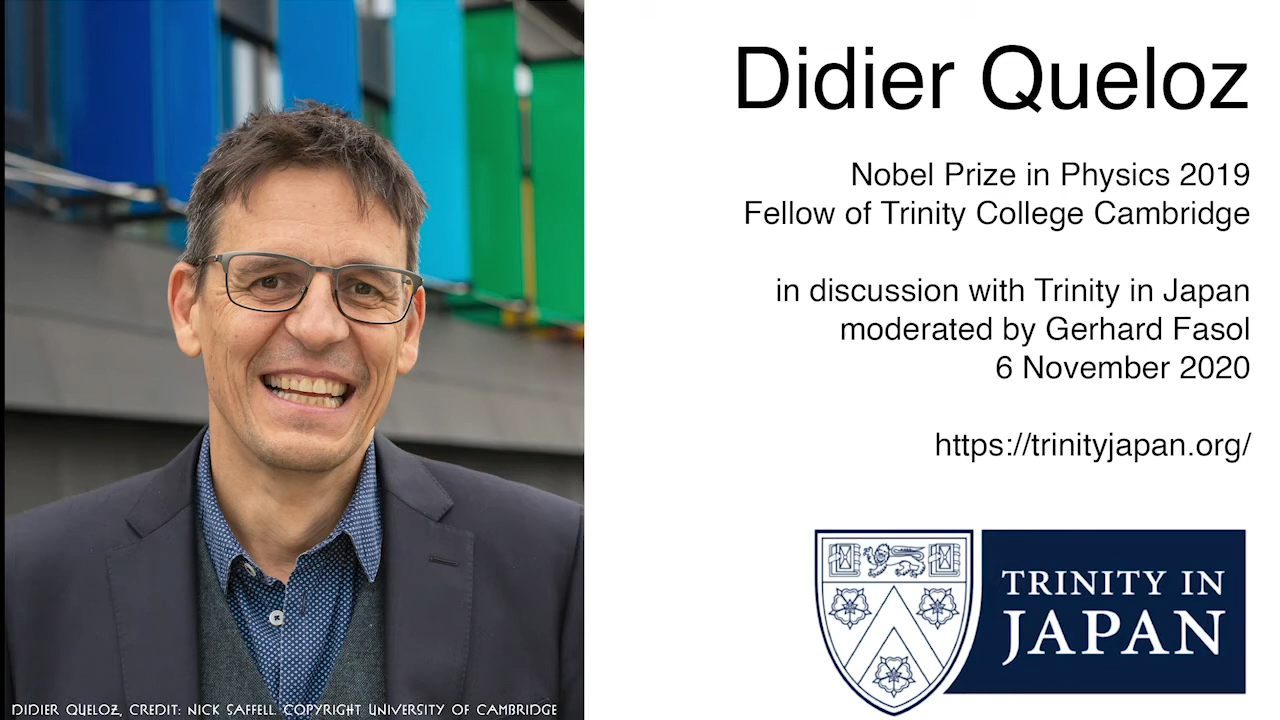 Didier Queloz
Nobel Prize in Physics 2019
Fellow of Trinity College Cambridge
in discussion with Trinity in Japan
moderated by Gerhard Fasol
6 November 2020
https://trinityjapan.org/
TRINITY IN
JAPAN
DIDIER QUELOZ, CREDIT: NICK SAFFELL. COPYRIGHT UNIVERSITY OF CAMBRIDGE